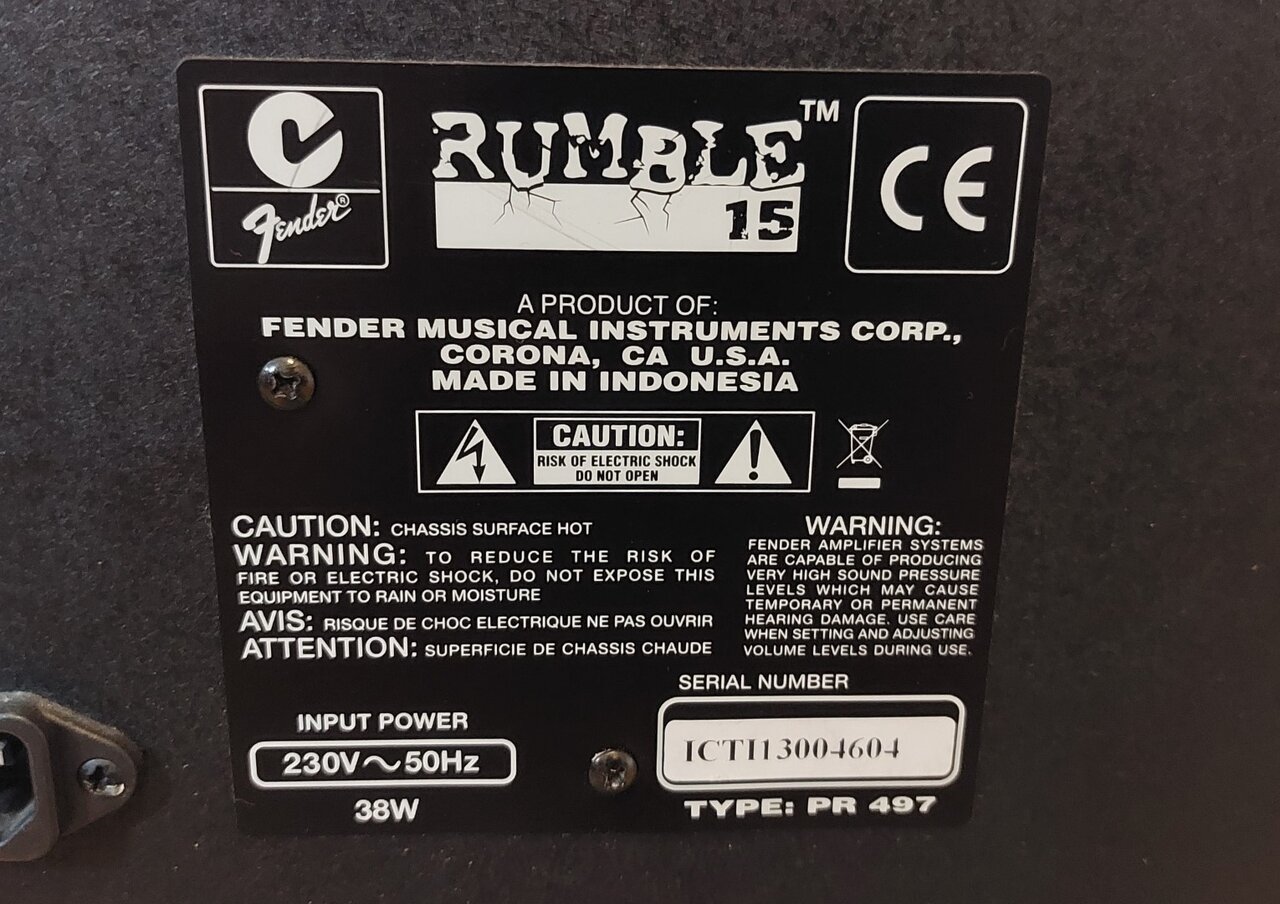 Fender®
RUMBLE™
15
CE
A PRODUCT OF:
FENDER MUSICAL INSTRUMENTS CORP.,
CORONA, CA U.S.A.
MADE IN INDONESIA
CAUTION:
RISK OF ELECTRIC SHOCK
DO NOT OPEN
CAUTION: CHASSIS SURFACE HOT
WARNING: TO REDUCE THE RISK OF
FIRE OR ELECTRIC SHOCK, DO NOT EXPOSE THIS
EQUIPMENT TO RAIN OR MOISTURE
AVIS: RISQUE DE CHOC ELECTRIQUE NE PAS OUVRIR
ATTENTION: SUPERFICIE DE CHASSIS CHAUDE
WARNING:
FENDER AMPLIFIER SYSTEMS
ARE CAPABLE OF PRODUCING
VERY HIGH SOUND PRESSURE
LEVELS WHICH MAY CAUSE
TEMPORARY OR PERMANENT
HEARING DAMAGE. USE CARE
WHEN SETTING AND ADJUSTING
VOLUME LEVELS DURING USE.
INPUT POWER
230V~50Hz
38W
SERIAL NUMBER
ICTI13004604
TYPE: PR 497